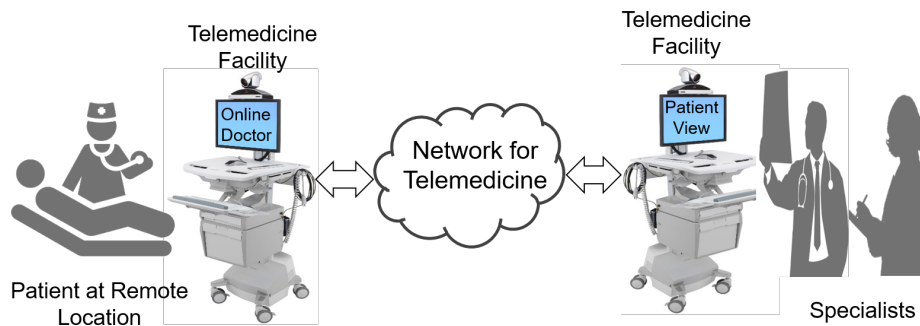 Telemedicine
Facility
Online
Doctor
Patient at Remote
Location
Network for
Telemedicine
Telemedicine
Facility
Patient
View
Specialists